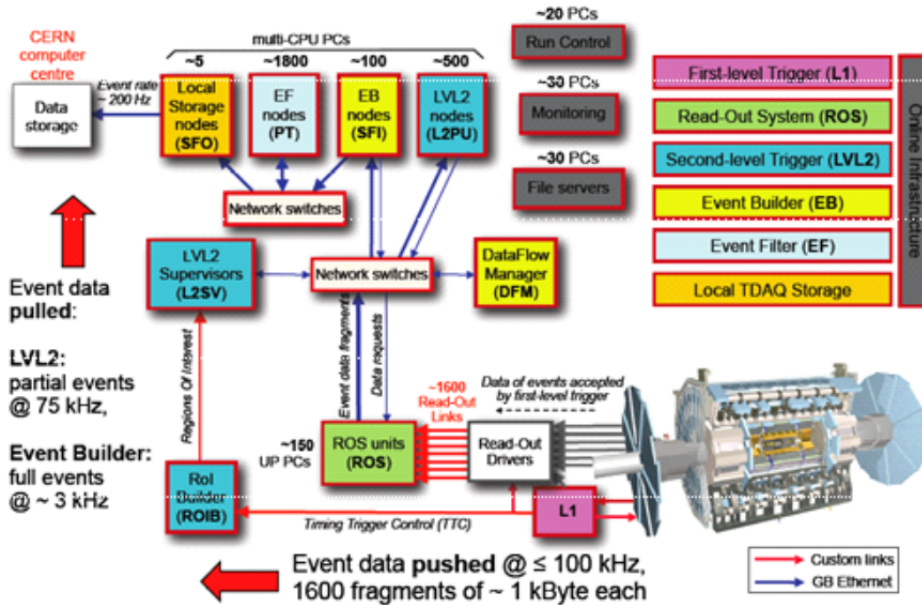 CERN
computer
centre
Data
storage
Event rate
~ 200 Hz
multi-CPU PCs
~5
~1800
~100
~500
Local
Storage
nodes
(SFO)
EF
nodes
(PT)
EB
nodes
(SFI)
LVL2
nodes
(L2PU)
Network switches
~20 PCs
Run Control
~30 PCs
Monitoring
~30 PCs
File servers
First-level Trigger (L1)
Read-Out System (ROS)
Second-level Trigger (LVL2)
Event Builder (EB)
Event Filter (EF)
Local TDAQ Storage
Online Infrastructure
LVL2
Supervisors
(L2SV)
Network switches
DataFlow
Manager
(DFM)
Event data
pulled:
LVL2:
partial events
@ 75 kHz,
Event Builder:
full events
@ ~ 3 kHz
Regions Of Interest
Event data fragments
Data requests
~1600
Read-Out
Links
Data of events accepted
by first-level trigger
~150
UP PCs
ROS units
(ROS)
Read-Out
Drivers
RoI
Builder
(ROIB)
Timing Trigger Control (TTC)
L1
Event data pushed @ ≤ 100 kHz,
1600 fragments of ~ 1 kByte each
Custom links
GB Ethernet